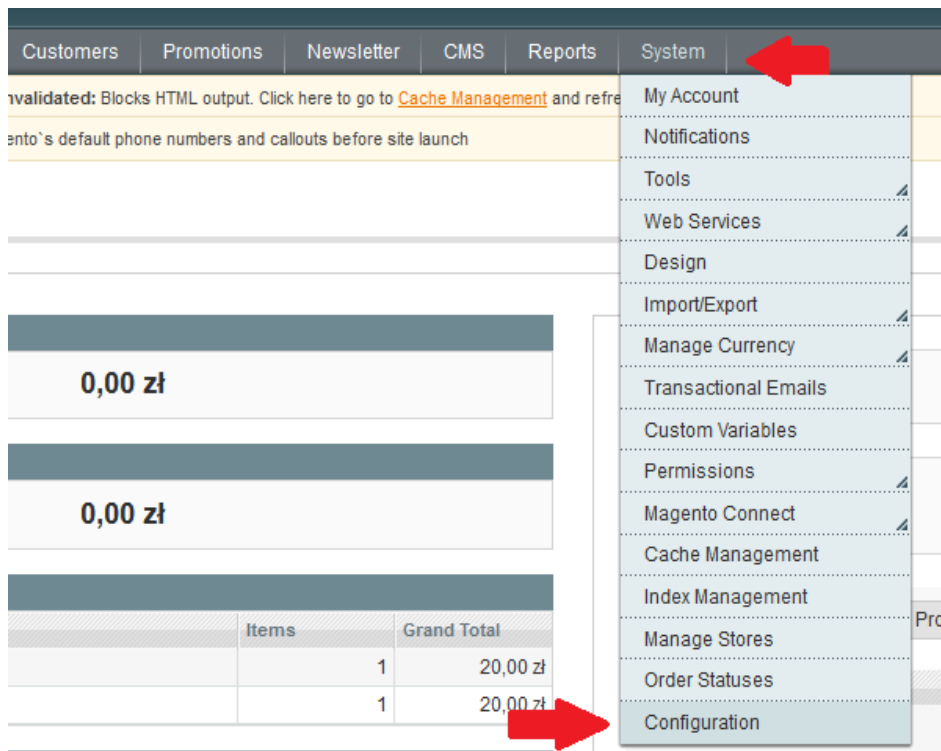 Customers Promotions Newsletter CMS Reports System
nvalidated: Blocks HTML output. Click here to go to Cache Management and refre
ento`s default phone numbers and callouts before site launch
My Account
Notifications
Tools
Web Services
Design
Import/Export
Manage Currency
Transactional Emails
Custom Variables
Permissions
Magento Connect
Cache Management
Index Management
Manage Stores
Order Statuses
Configuration
0,00 zł
0,00 zł
Items Grand Total
1 20,00 zł
1 20,00 zł
Pro